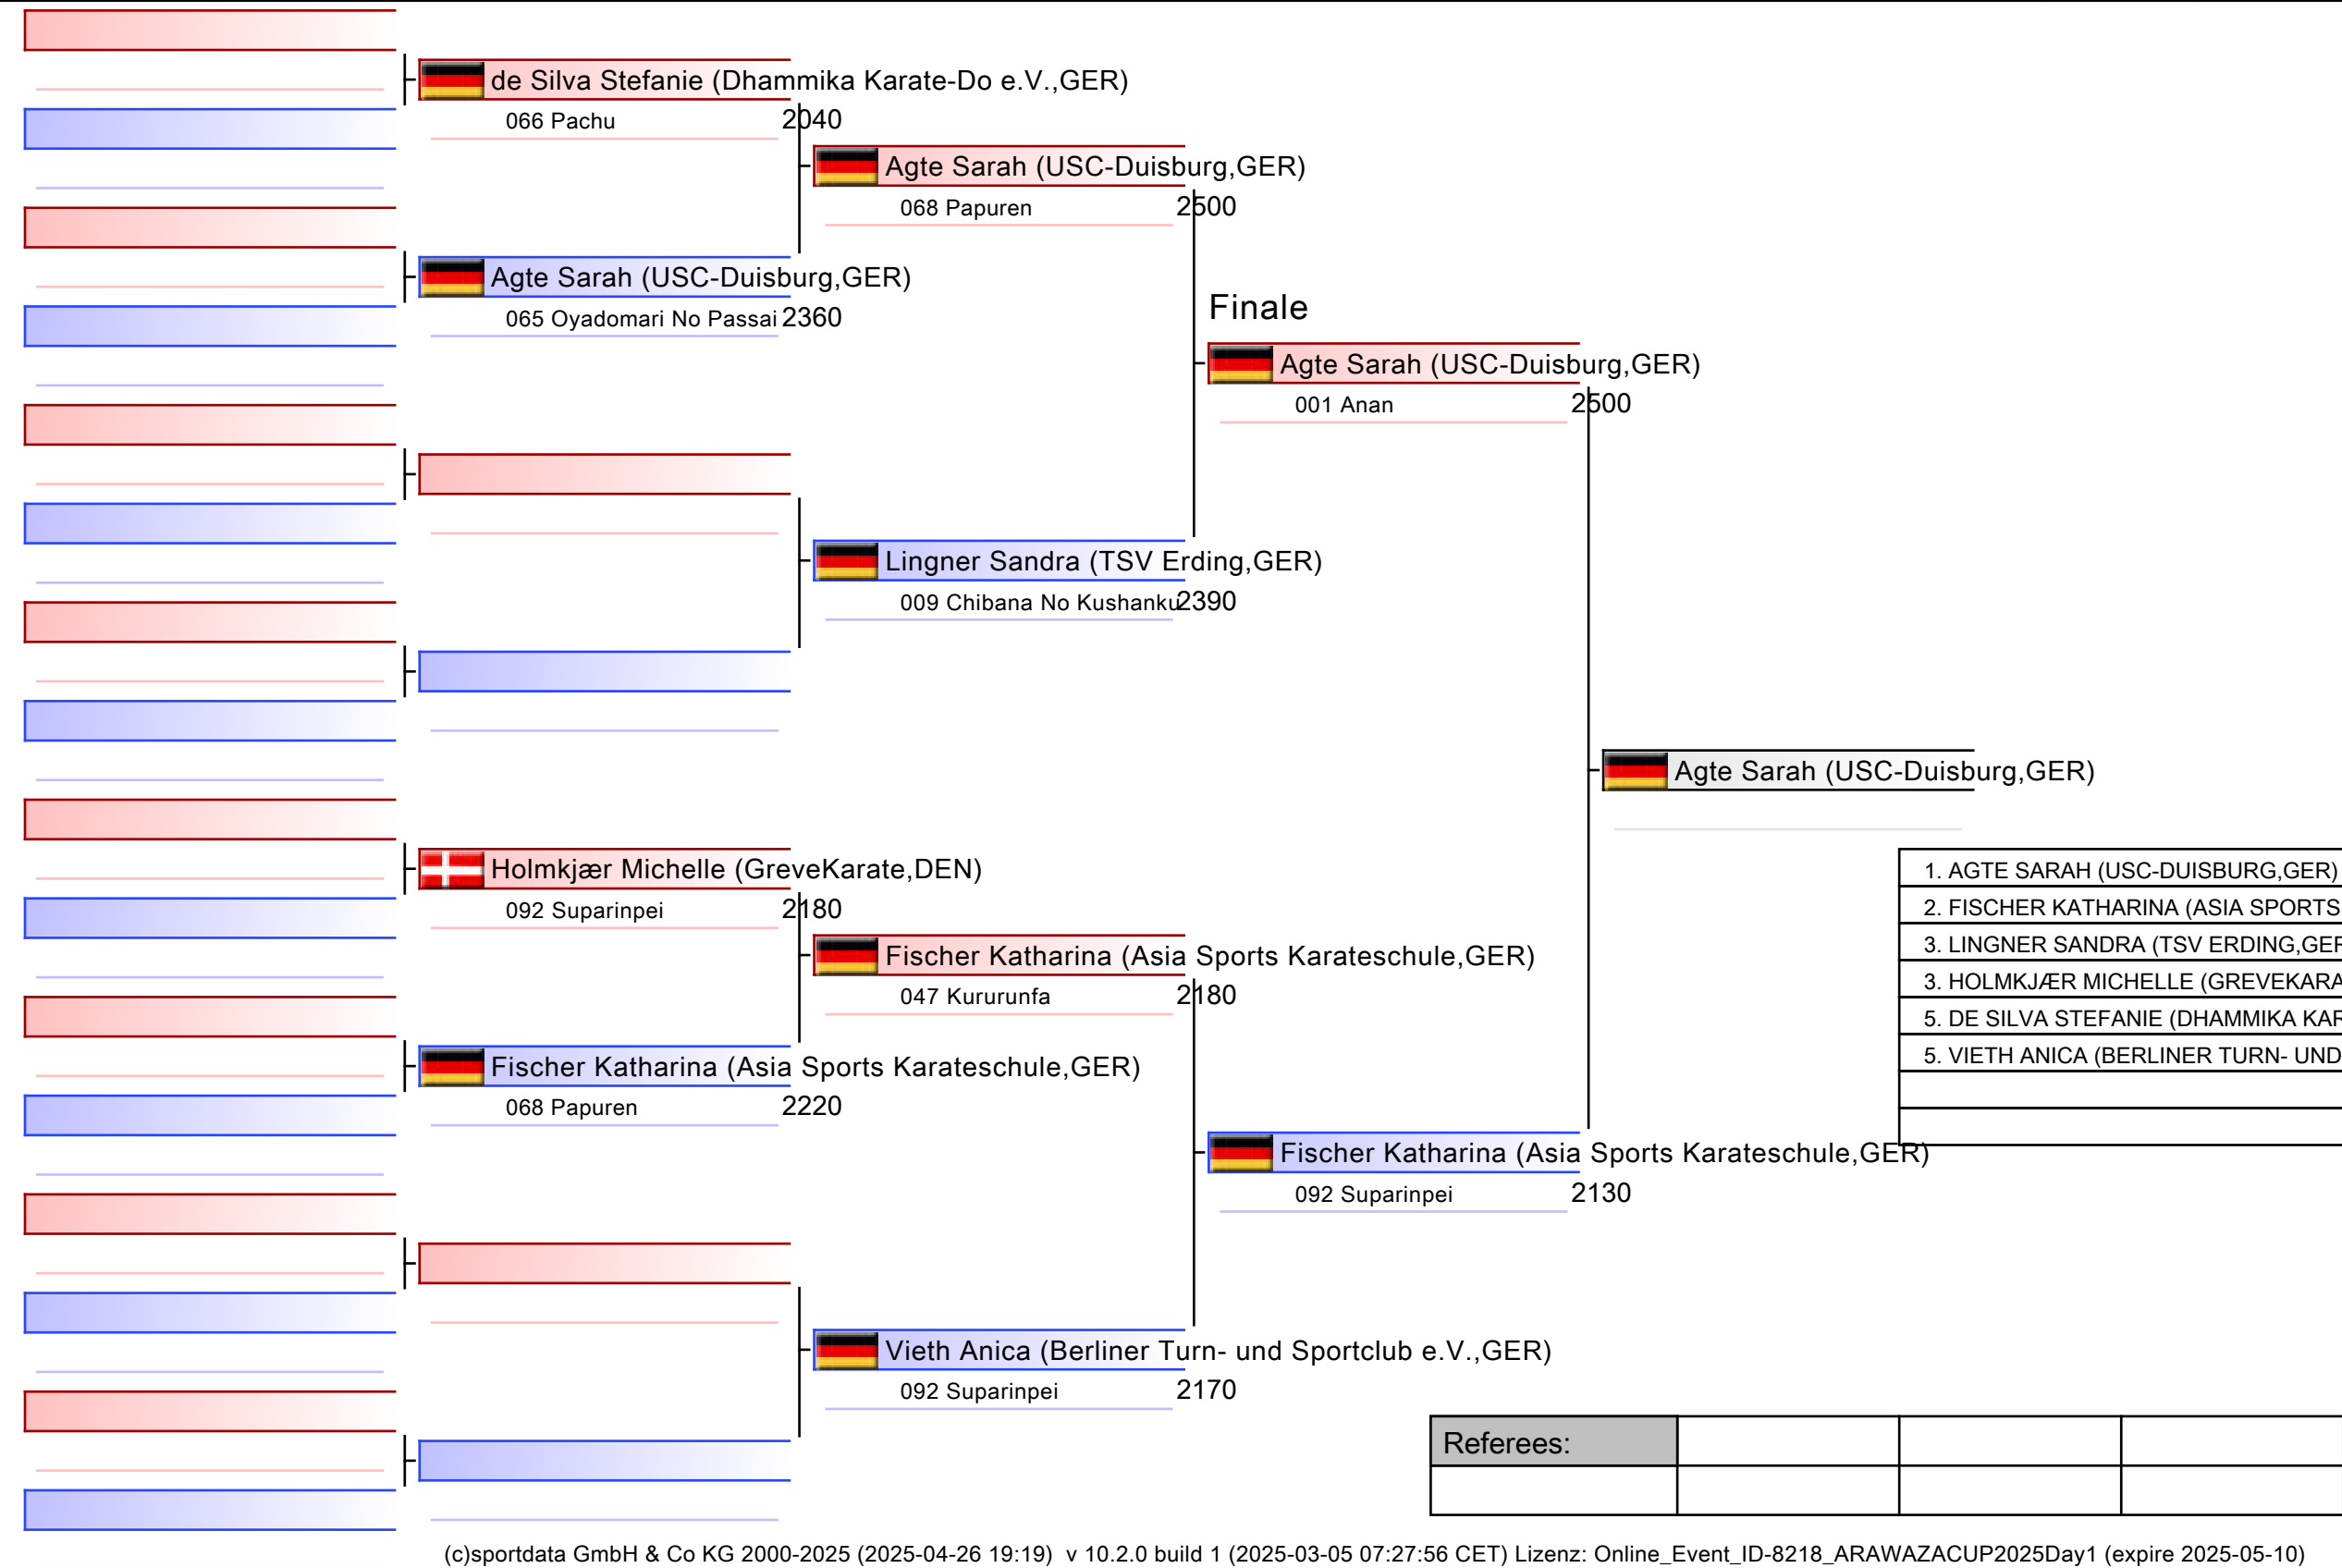 de Silva Stefanie (Dhammika Karate-Do e.V.,GER)
066 Pachu 2040
Agte Sarah (USC-Duisburg,GER)
068 Papuren 2500
Agte Sarah (USC-Duisburg,GER)
065 Oyadomari No Passai 2360
Finale
Agte Sarah (USC-Duisburg,GER)
001 Anan 2500
Lingner Sandra (TSV Erding,GER)
009 Chibana No Kushanku 2390
Agte Sarah (USC-Duisburg,GER)
Holmkjær Michelle (GreveKarate,DEN)
092 Suparinpei 2180
Fischer Katharina (Asia Sports Karateschule,GER)
047 Kururunfa 2180
Fischer Katharina (Asia Sports Karateschule,GER)
068 Papuren 2220
1. AGTE SARAH (USC-DUISBURG,GER)
2. FISCHER KATHARINA (ASIA SPORTS
3. LINGNER SANDRA (TSV ERDING,GER
3. HOLMKJÆR MICHELLE (GREVEKARA
5. DE SILVA STEFANIE (DHAMMIKA KAR
5. VIETH ANICA (BERLINER TURN- UND
Fischer Katharina (Asia Sports Karateschule,GER)
092 Suparinpei 2130
Vieth Anica (Berliner Turn- und Sportclub e.V.,GER)
092 Suparinpei 2170
Referees:
(c)sportdata GmbH & Co KG 2000-2025 (2025-04-26 19:19) v 10.2.0 build 1 (2025-03-05 07:27:56 CET) Lizenz: Online_Event_ID-8218_ARAWAZACUP2025Day1 (expire 2025-05-10)